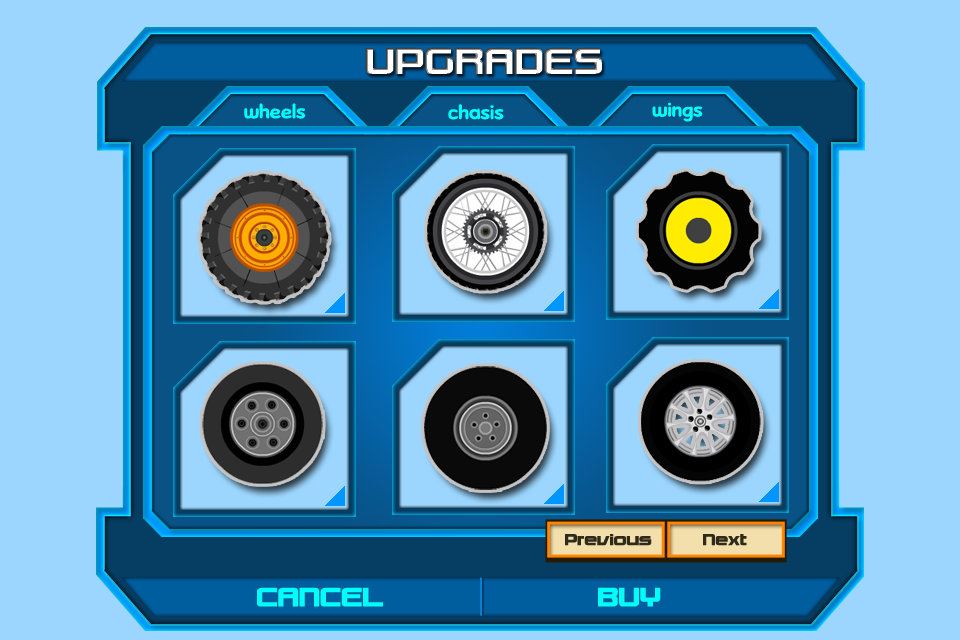 UPGRADES
wheels
chasis
wings
Previous
Next
CANCEL
BUY